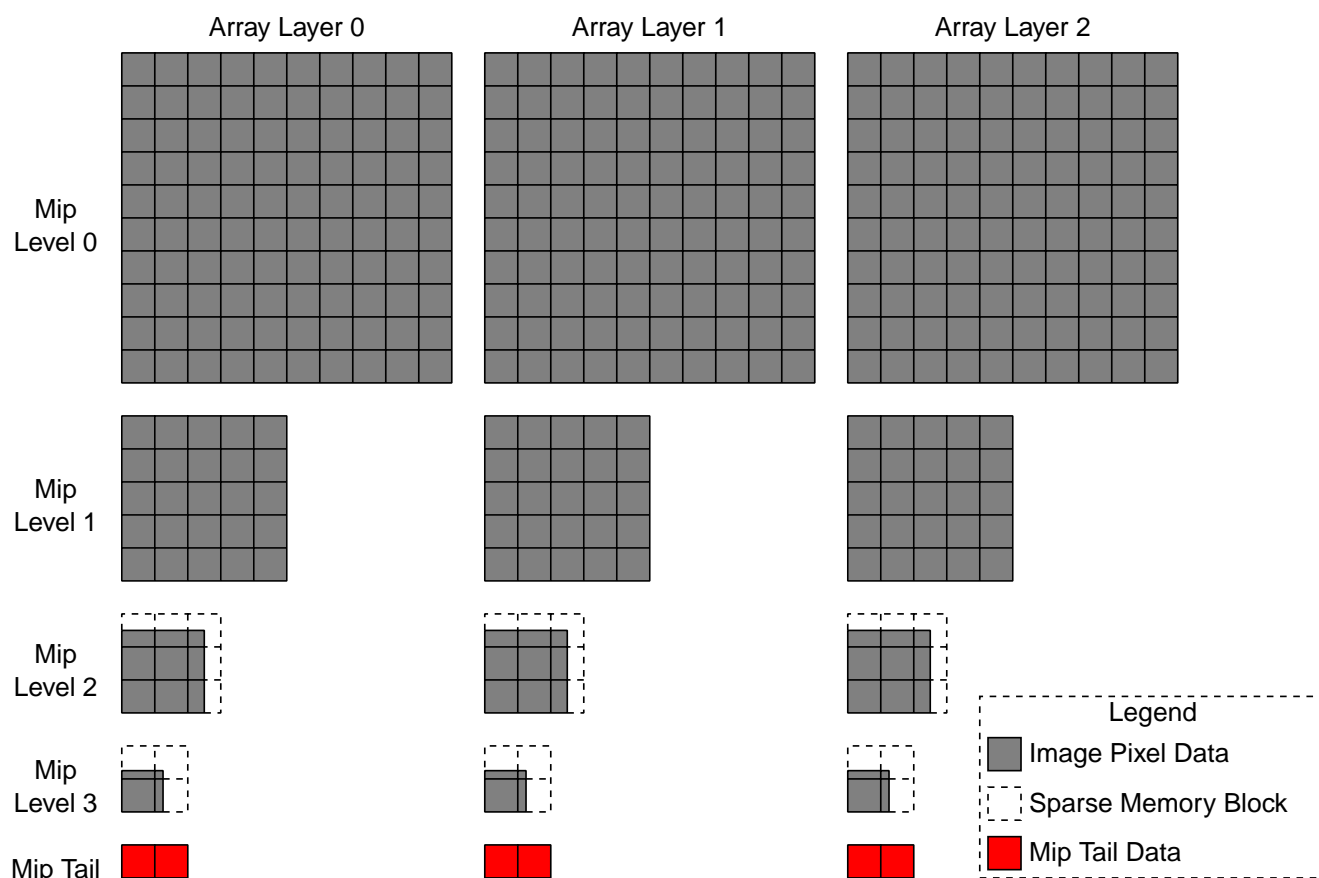 Array Layer 0
Array Layer 1
Array Layer 2
Mip
Level 0
Mip
Level 1
Mip
Level 2
Mip
Level 3
Mip Tail
Legend
Image Pixel Data
Sparse Memory Block
Mip Tail Data